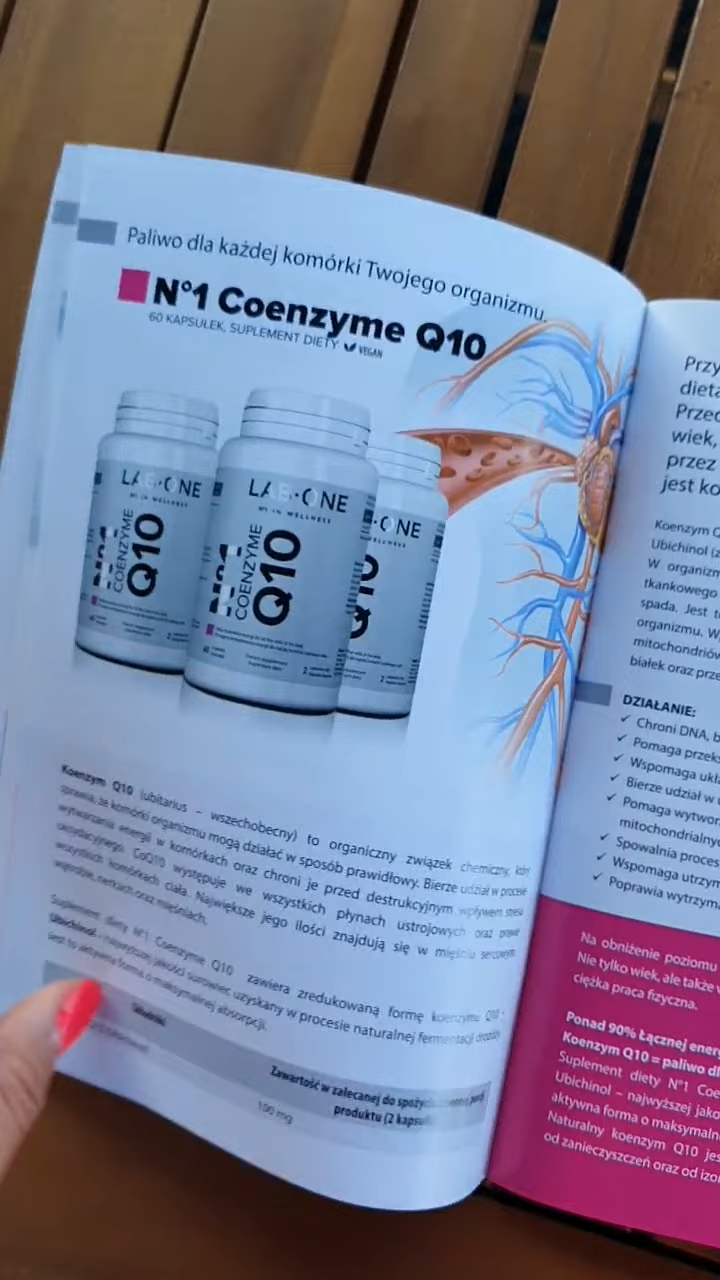 Paliwo dla każdej komórki Twojego organizmu.
N°1 Coenzyme Q10
60 KAPSUŁEK, SUPLEMENT DIETY VEGAN
LAB ONE
N°1
COENZYME
Q10
LAB ONE
WELLNESS
N°1
COENZYME
Q10
ONE
Q10
Koenzym Q10 (ubitarius – wszechobecny) to organiczny związek chemiczny, który
sprawia, że komórki organizmu mogą działać w sposób prawidłowy. Bierze udział w procesie
wytwarzania energii w komórkach oraz chroni je przed destrukcyjnym wpływem stresu
oksydacyjnego. CoQ10 występuje we wszystkich płynach ustrojowych oraz prawie
wszystkich komórkach ciała. Największe jego ilości znajdują się w mięśniu sercowym,
wątrobie, nerkach oraz mięśniach.
Suplement diety N°1 Coenzyme Q10 zawiera zredukowaną formę koenzymu Q10 -
Ubichinol – najwyższej jakości surowiec uzyskany w procesie naturalnej fermentacji drożdży
Jest to aktywna forma o maksymalnej absorpcji.
Składniki
Zawartość w zalecanej do spożycia
produktu (2 kapsuł
100 mg
Przy
dieta
Przec
wiek,
przez
jest ko
Koenzym Q
Ubichinol (z
W organizm
tkankowego
spada. Jest t
organizmu. W
mitochondriów
białek oraz prze
DZIAŁANIE:
✓ Chroni DNA, b
✓ Pomaga przeks
✓ Wspomaga ukł
✓ Bierze udział w
✓ Pomaga wytwor
mitochondrialny
✓ Spowalnia proces
✓ Wspomaga utrzym
✓ Poprawia wytrzyma
Na obniżenie poziomu
Nie tylko wiek, ale także w
ciężka praca fizyczna.
Ponad 90% Łącznej energ
Koenzym Q10 = paliwo dl
Suplement diety N°1 Coe
Ubichinol – najwyższej jako
aktywna forma o maksymaln
Naturalny koenzym Q10 jes
od zanieczyszczeń oraz od izo